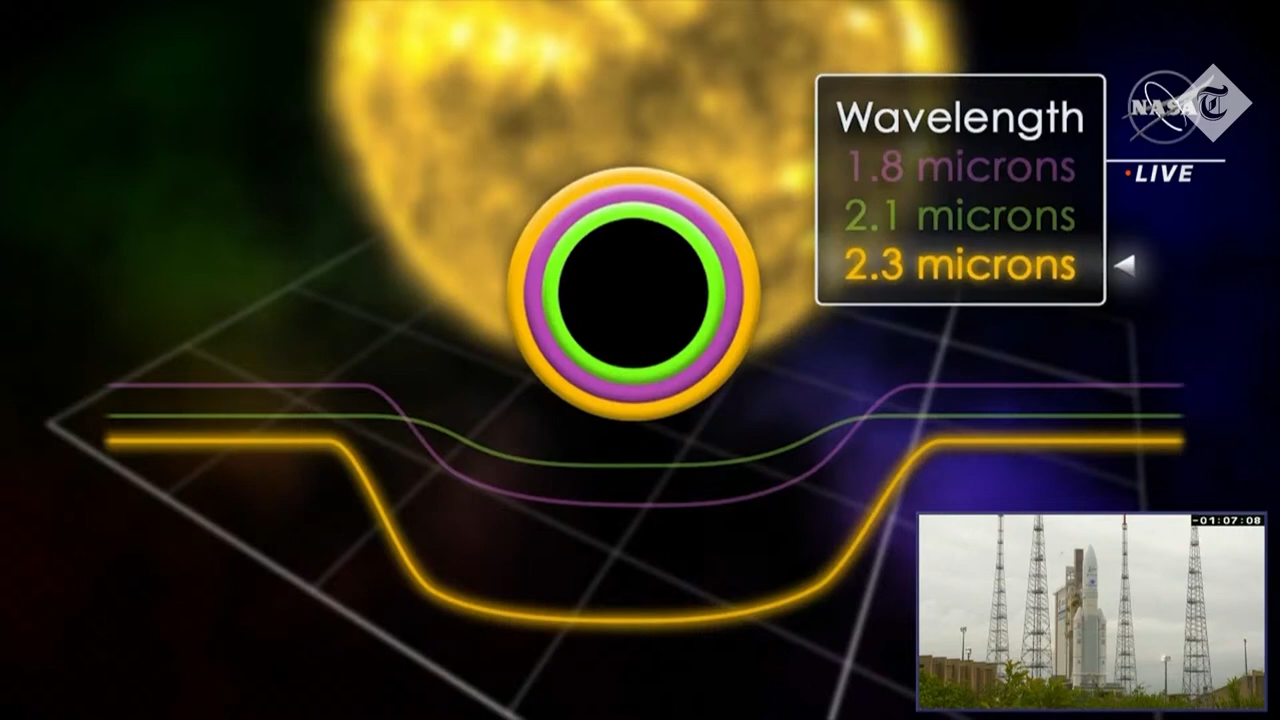 Wavelength
1.8 microns
2.1 microns
2.3 microns
NASA
T
LIVE
-01:07:08